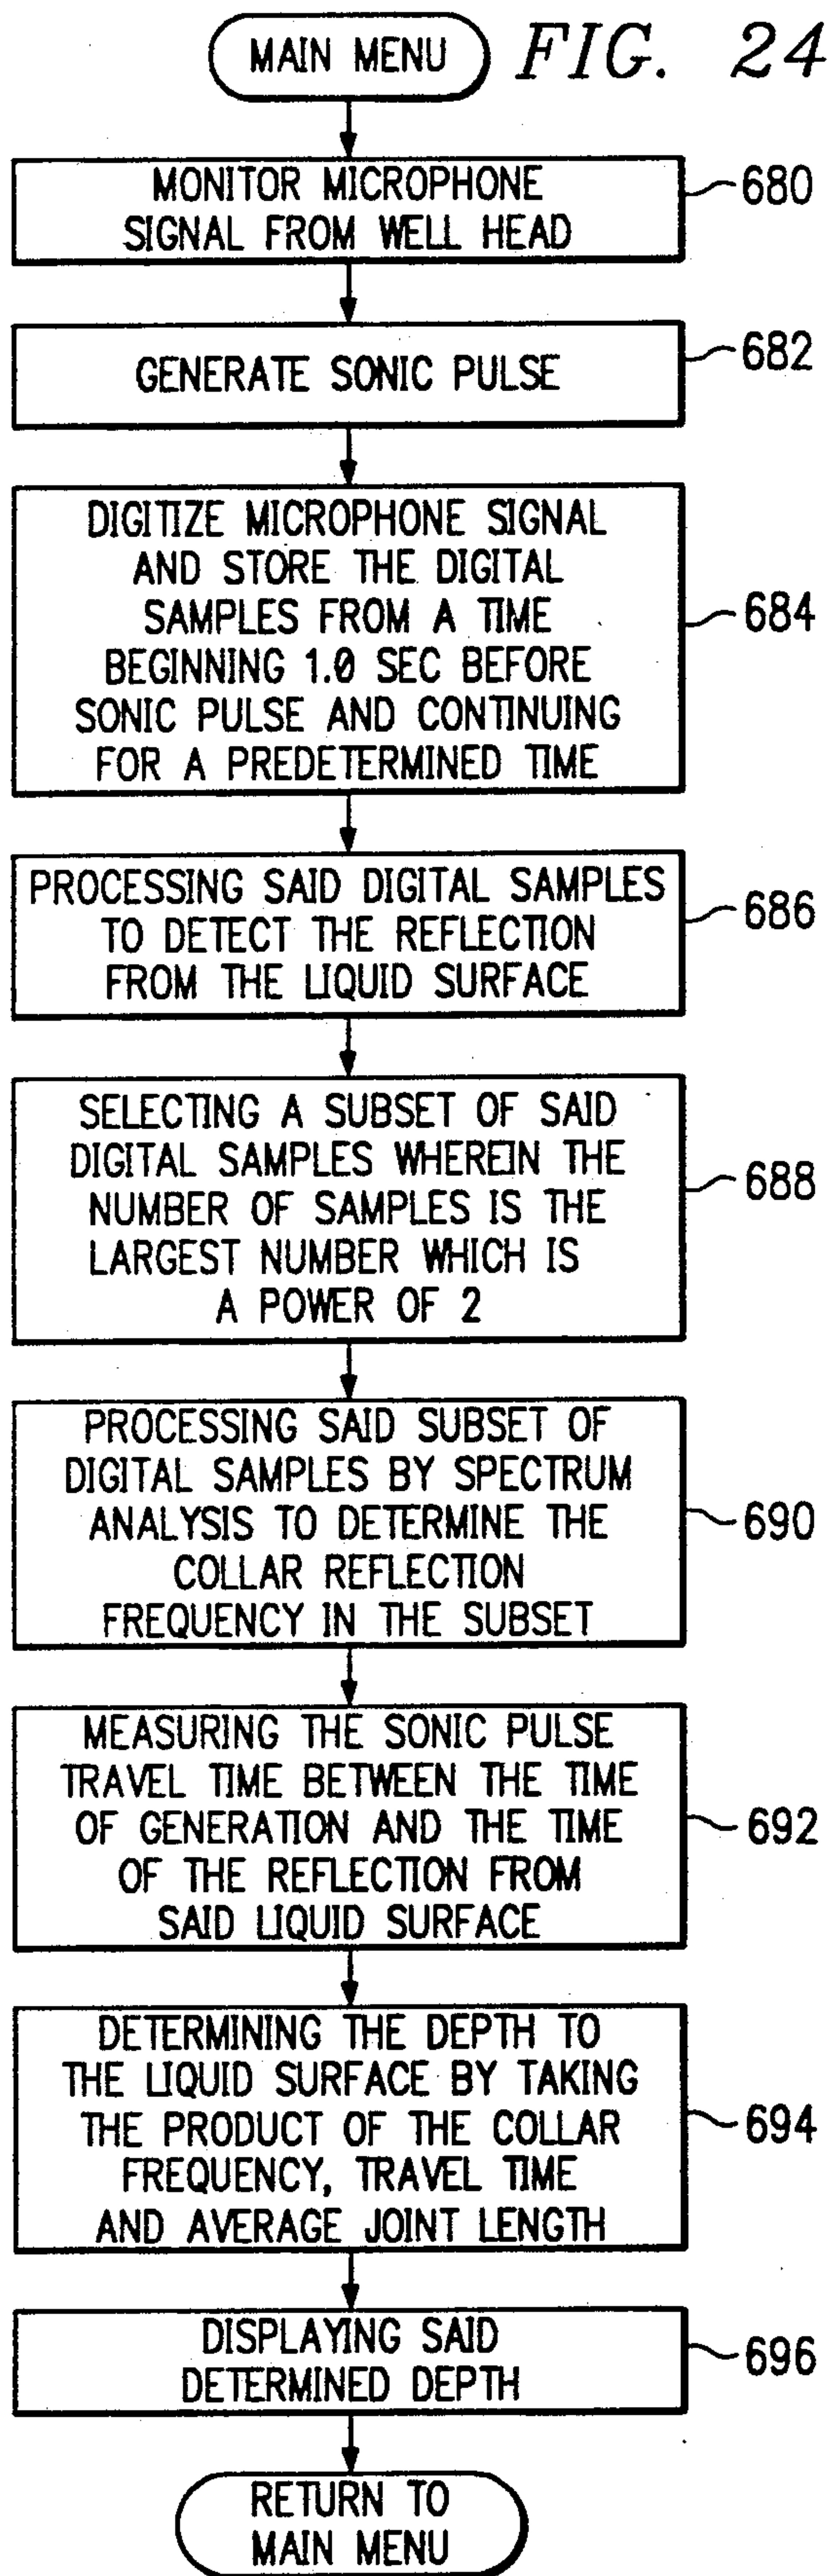 MAIN MENU
FIG. 24
MONITOR MICROPHONE
SIGNAL FROM WELL HEAD
680
GENERATE SONIC PULSE
682
DIGITIZE MICROPHONE SIGNAL
AND STORE THE DIGITAL
SAMPLES FROM A TIME
BEGINNING 1.0 SEC BEFORE
SONIC PULSE AND CONTINUING
FOR A PREDETERMINED TIME
684
PROCESSING SAID DIGITAL SAMPLES
TO DETECT THE REFLECTION
FROM THE LIQUID SURFACE
686
SELECTING A SUBSET OF SAID
DIGITAL SAMPLES WHEREIN THE
NUMBER OF SAMPLES IS THE
LARGEST NUMBER WHICH IS
A POWER OF 2
688
PROCESSING SAID SUBSET OF
DIGITAL SAMPLES BY SPECTRUM
ANALYSIS TO DETERMINE THE
COLLAR REFLECTION
FREQUENCY IN THE SUBSET
690
MEASURING THE SONIC PULSE
TRAVEL TIME BETWEEN THE TIME
OF GENERATION AND THE TIME
OF THE REFLECTION FROM
SAID LIQUID SURFACE
692
DETERMINING THE DEPTH TO
THE LIQUID SURFACE BY TAKING
THE PRODUCT OF THE COLLAR
FREQUENCY, TRAVEL TIME
AND AVERAGE JOINT LENGTH
694
DISPLAYING SAID
DETERMINED DEPTH
696
RETURN TO
MAIN MENU